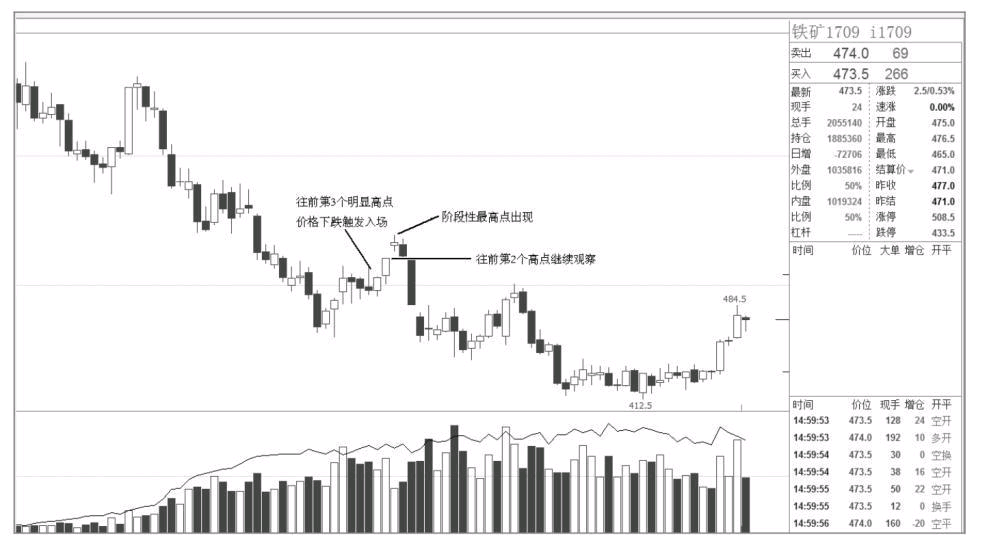 铁矿1709 i1709
卖出 474.0 69
买入 473.5 266
最新 473.5 涨跌 2.5/0.53%
现手 24 速涨 0.00%
总手 2055140 开盘 475.0
持仓 1885360 最高 476.5
日增 -72706 最低 465.0
外盘 1035816 结算价 471.0
比例 50% 昨收 477.0
内盘 1019324 昨结 471.0
比例 50% 涨停 508.5
杠杆 ----- 跌停 433.5
时间 价位 大单 增仓 开平
往前第3个明显高点
价格下跌触发入场
阶段性最高点出现
往前第2个高点继续观察
484.5
412.5
时间 价位 现手 增仓 开平
14:59:53 473.5 128 24 空开
14:59:53 474.0 192 10 多开
14:59:54 473.5 30 0 空换
14:59:54 473.5 38 16 空开
14:59:55 473.5 50 22 空开
14:59:55 473.5 12 0 换手
14:59:56 474.0 160 -20 空平